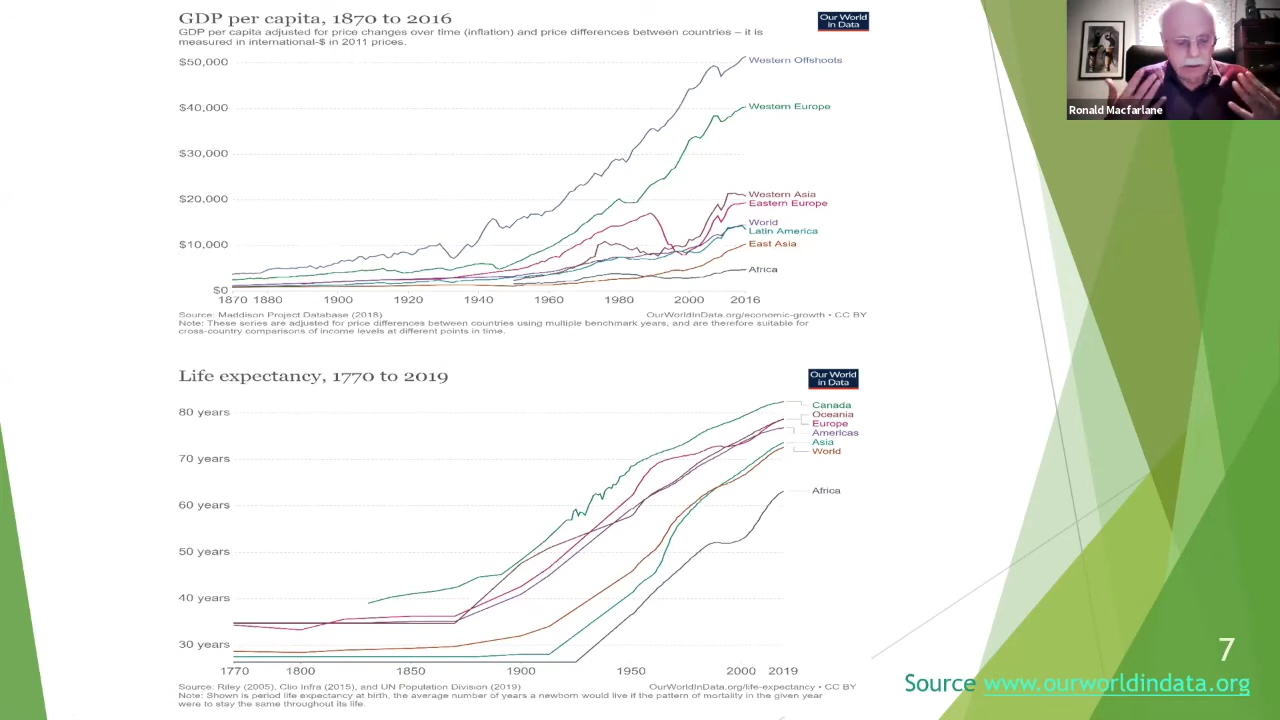 GDP per capita, 1870 to 2016
Our World
in Data
GDP per capita adjusted for price changes over time (inflation) and price differences between countries – it is
measured in international-$ in 2011 prices.
$50,000
Western Offshoots
$40,000
Western Europe
$30,000
$20,000
Western Asia
Eastern Europe
World
Latin America
$10,000
East Asia
Africa
$0
1870 1880 1900 1920 1940 1960 1980 2000 2016
Source: Maddison Project Database (2018) OurWorldInData.org/economic-growth • CC BY
Note: These series are adjusted for price differences between countries using multiple benchmark years, and are therefore suitable for
cross-country comparisons of income levels at different points in time.
Ronald Macfarlane
Life expectancy, 1770 to 2019
Our World
in Data
80 years
Canada
Oceania
Europe
Americas
Asia
World
70 years
60 years
Africa
50 years
40 years
30 years
1770 1800 1850 1900 1950 2000 2019
Source: Riley (2005), Clio Infra (2015), and UN Population Division (2019) OurWorldInData.org/life-expectancy • CC BY
Note: Shown is period life expectancy at birth, the average number of years a newborn would live if the pattern of mortality in the given year
were to stay the same throughout its life.
7
Source www.ourworldindata.org